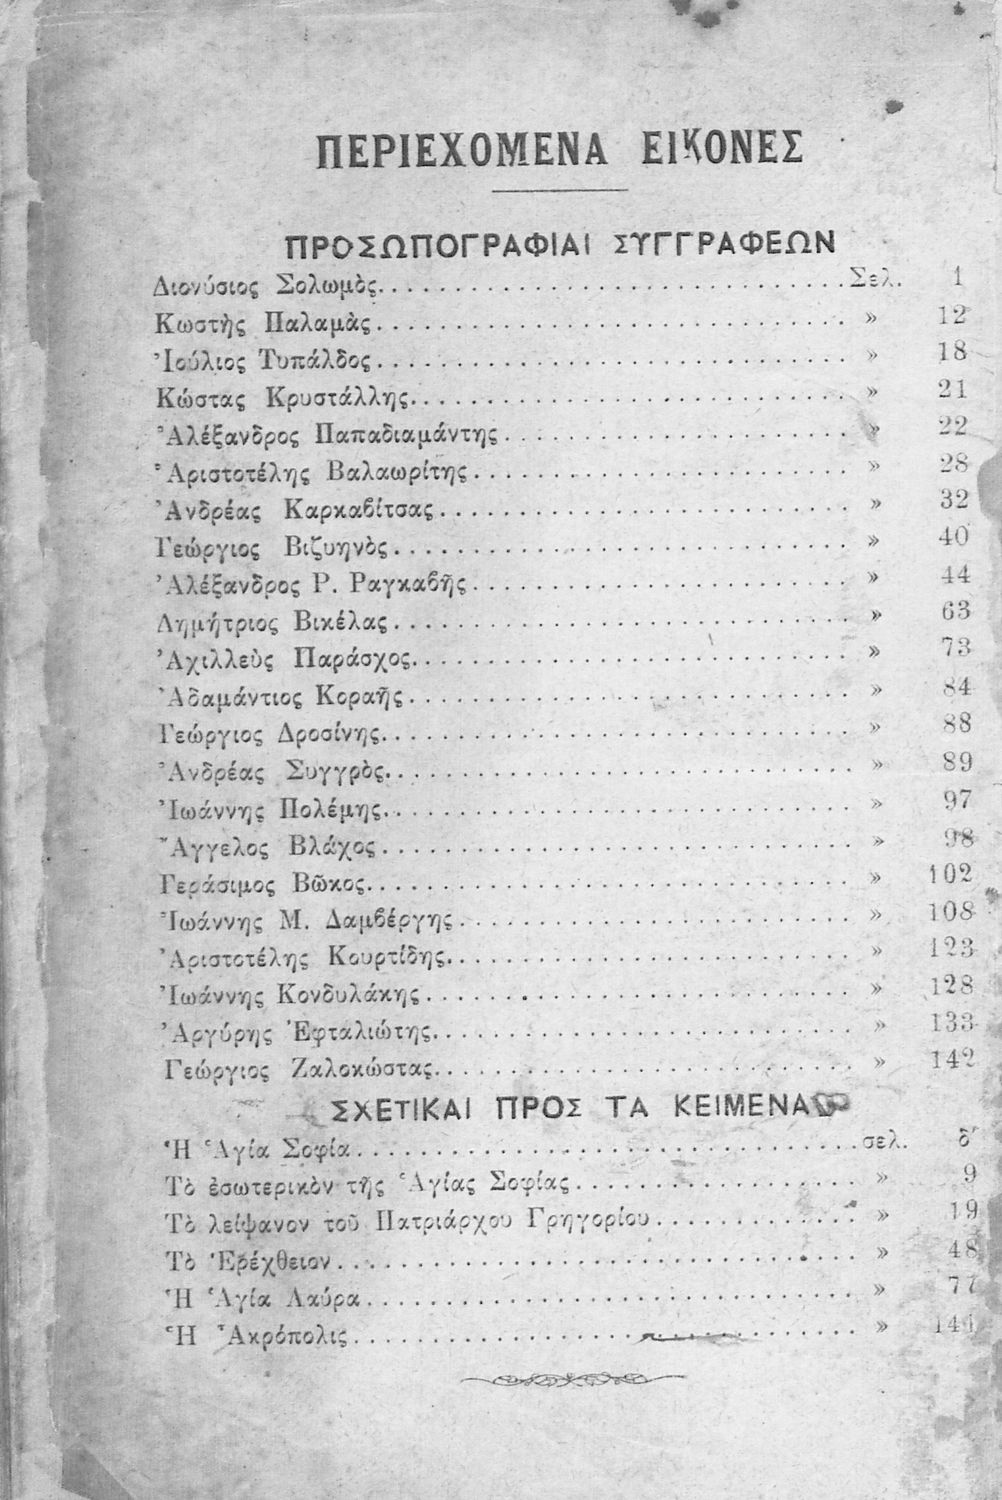 ΠΕΡΙΕΧΟΜΕΝΑ ΕΙΚΟΝΕΣ
ΠΡΟΣΩΠΟΓΡΑΦΙΑΙ ΣΥΓΓΡΑΦΕΩΝ
Διονύσιος Σολωμὸς. . . . . . . . . . . . . . . . . . . . . . . . . . . . . . Σελ. 1
Κωστῆς Παλαμᾶς . . . . . . . . . . . . . . . . . . . . . . . . . . . . . . » 12
Ἰούλιος Τυπάλδος . . . . . . . . . . . . . . . . . . . . . . . . . . . . . . » 18
Κώστας Κρυστάλλης. . . . . . . . . . . . . . . . . . . . . . . . . . . . » 21
Ἀλέξανδρος Παπαδιαμάντης . . . . . . . . . . . . . . . . . . . . . . » 22
Ἀριστοτέλης Βαλαωρίτης . . . . . . . . . . . . . . . . . . . . . . . . » 28
Ἀνδρέας Καρκαβίτσας . . . . . . . . . . . . . . . . . . . . . . . . . . » 32
Γεώργιος Βιζυηνὸς . . . . . . . . . . . . . . . . . . . . . . . . . . . . . » 40
Ἀλέξανδρος Ρ. Ραγκαβῆς . . . . . . . . . . . . . . . . . . . . . . . . » 44
Δημήτριος Βικέλας . . . . . . . . . . . . . . . . . . . . . . . . . . . . . » 63
Ἀχιλλεὺς Παράσχος. . . . . . . . . . . . . . . . . . . . . . . . . . . . » 73
Ἀδαμάντιος Κοραῆς . . . . . . . . . . . . . . . . . . . . . . . . . . . . » 84
Γεώργιος Δροσίνης. . . . . . . . . . . . . . . . . . . . . . . . . . . . . . » 88
Ἀνδρέας Συγγρὸς. . . . . . . . . . . . . . . . . . . . . . . . . . . . . . » 89
Ἰωάννης Πολέμης. . . . . . . . . . . . . . . . . . . . . . . . . . . . . . » 97
Ἄγγελος Βλάχος . . . . . . . . . . . . . . . . . . . . . . . . . . . . . . » 98
Γεράσιμος Βῶκος. . . . . . . . . . . . . . . . . . . . . . . . . . . . . . . » 102
Ἰωάννης Μ. Δαμβέργης . . . . . . . . . . . . . . . . . . . . . . . . . » 108
Ἀριστοτέλης Κουρτίδης. . . . . . . . . . . . . . . . . . . . . . . . . . » 123
Ἰωάννης Κονδυλάκης . . . . . . . . . . . . . . . . . . . . . . . . . . . » 128
Ἀργύρης Ἐφταλιώτης. . . . . . . . . . . . . . . . . . . . . . . . . . . » 133
Γεώργιος Ζαλοκώστας. . . . . . . . . . . . . . . . . . . . . . . . . . . » 142
ΣΧΕΤΙΚΑΙ ΠΡΟΣ ΤΑ ΚΕΙΜΕΝΑ
Ἡ Ἁγία Σοφία . . . . . . . . . . . . . . . . . . . . . . . . . . . . . . . . σελ. δ΄
Τὸ ἐσωτερικὸν τῆς Ἁγίας Σοφίας . . . . . . . . . . . . . . . . . . » 9
Τὸ λείψανον τοῦ Πατριάρχου Γρηγορίου . . . . . . . . . . . . . » 19
Τὸ Ἐρέχθειον . . . . . . . . . . . . . . . . . . . . . . . . . . . . . . . . . » 48
Ἡ Ἁγία Λαύρα . . . . . . . . . . . . . . . . . . . . . . . . . . . . . . . » 77
Ἡ Ἀκρόπολις . . . . . . . . . . . . . . . . . . . . . . . . . . . . . . . . »